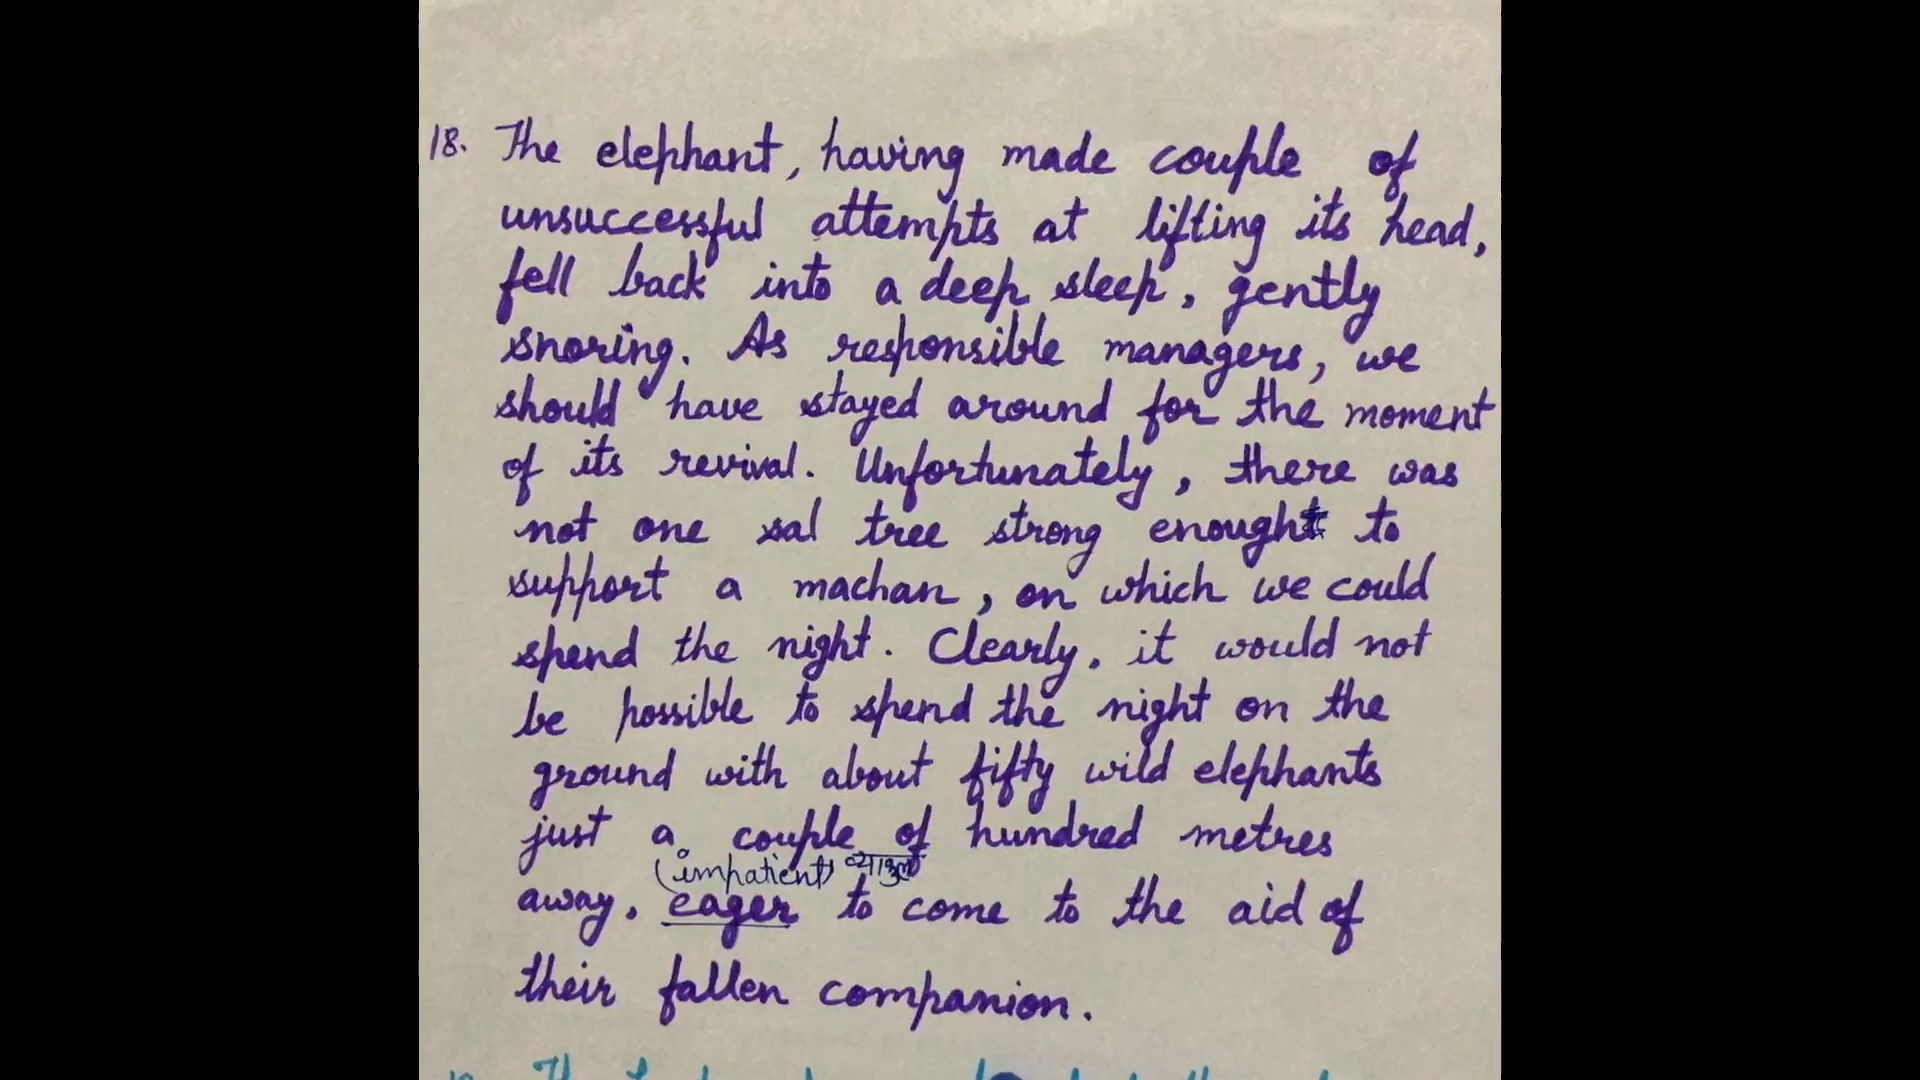 18. The elephant, having made couple of
unsuccessful attempts at lifting its head,
fell back into a deep sleep, gently
snoring. As responsible managers, we
should have stayed around for the moment
of its revival. Unfortunately, there was
not one sal tree strong enough to
support a machan, on which we could
spend the night. Clearly, it would not
be possible to spend the night on the
ground with about fifty wild elephants
just a couple of hundred metres
(impatient)
away. eager to come to the aid of
their fallen companion.